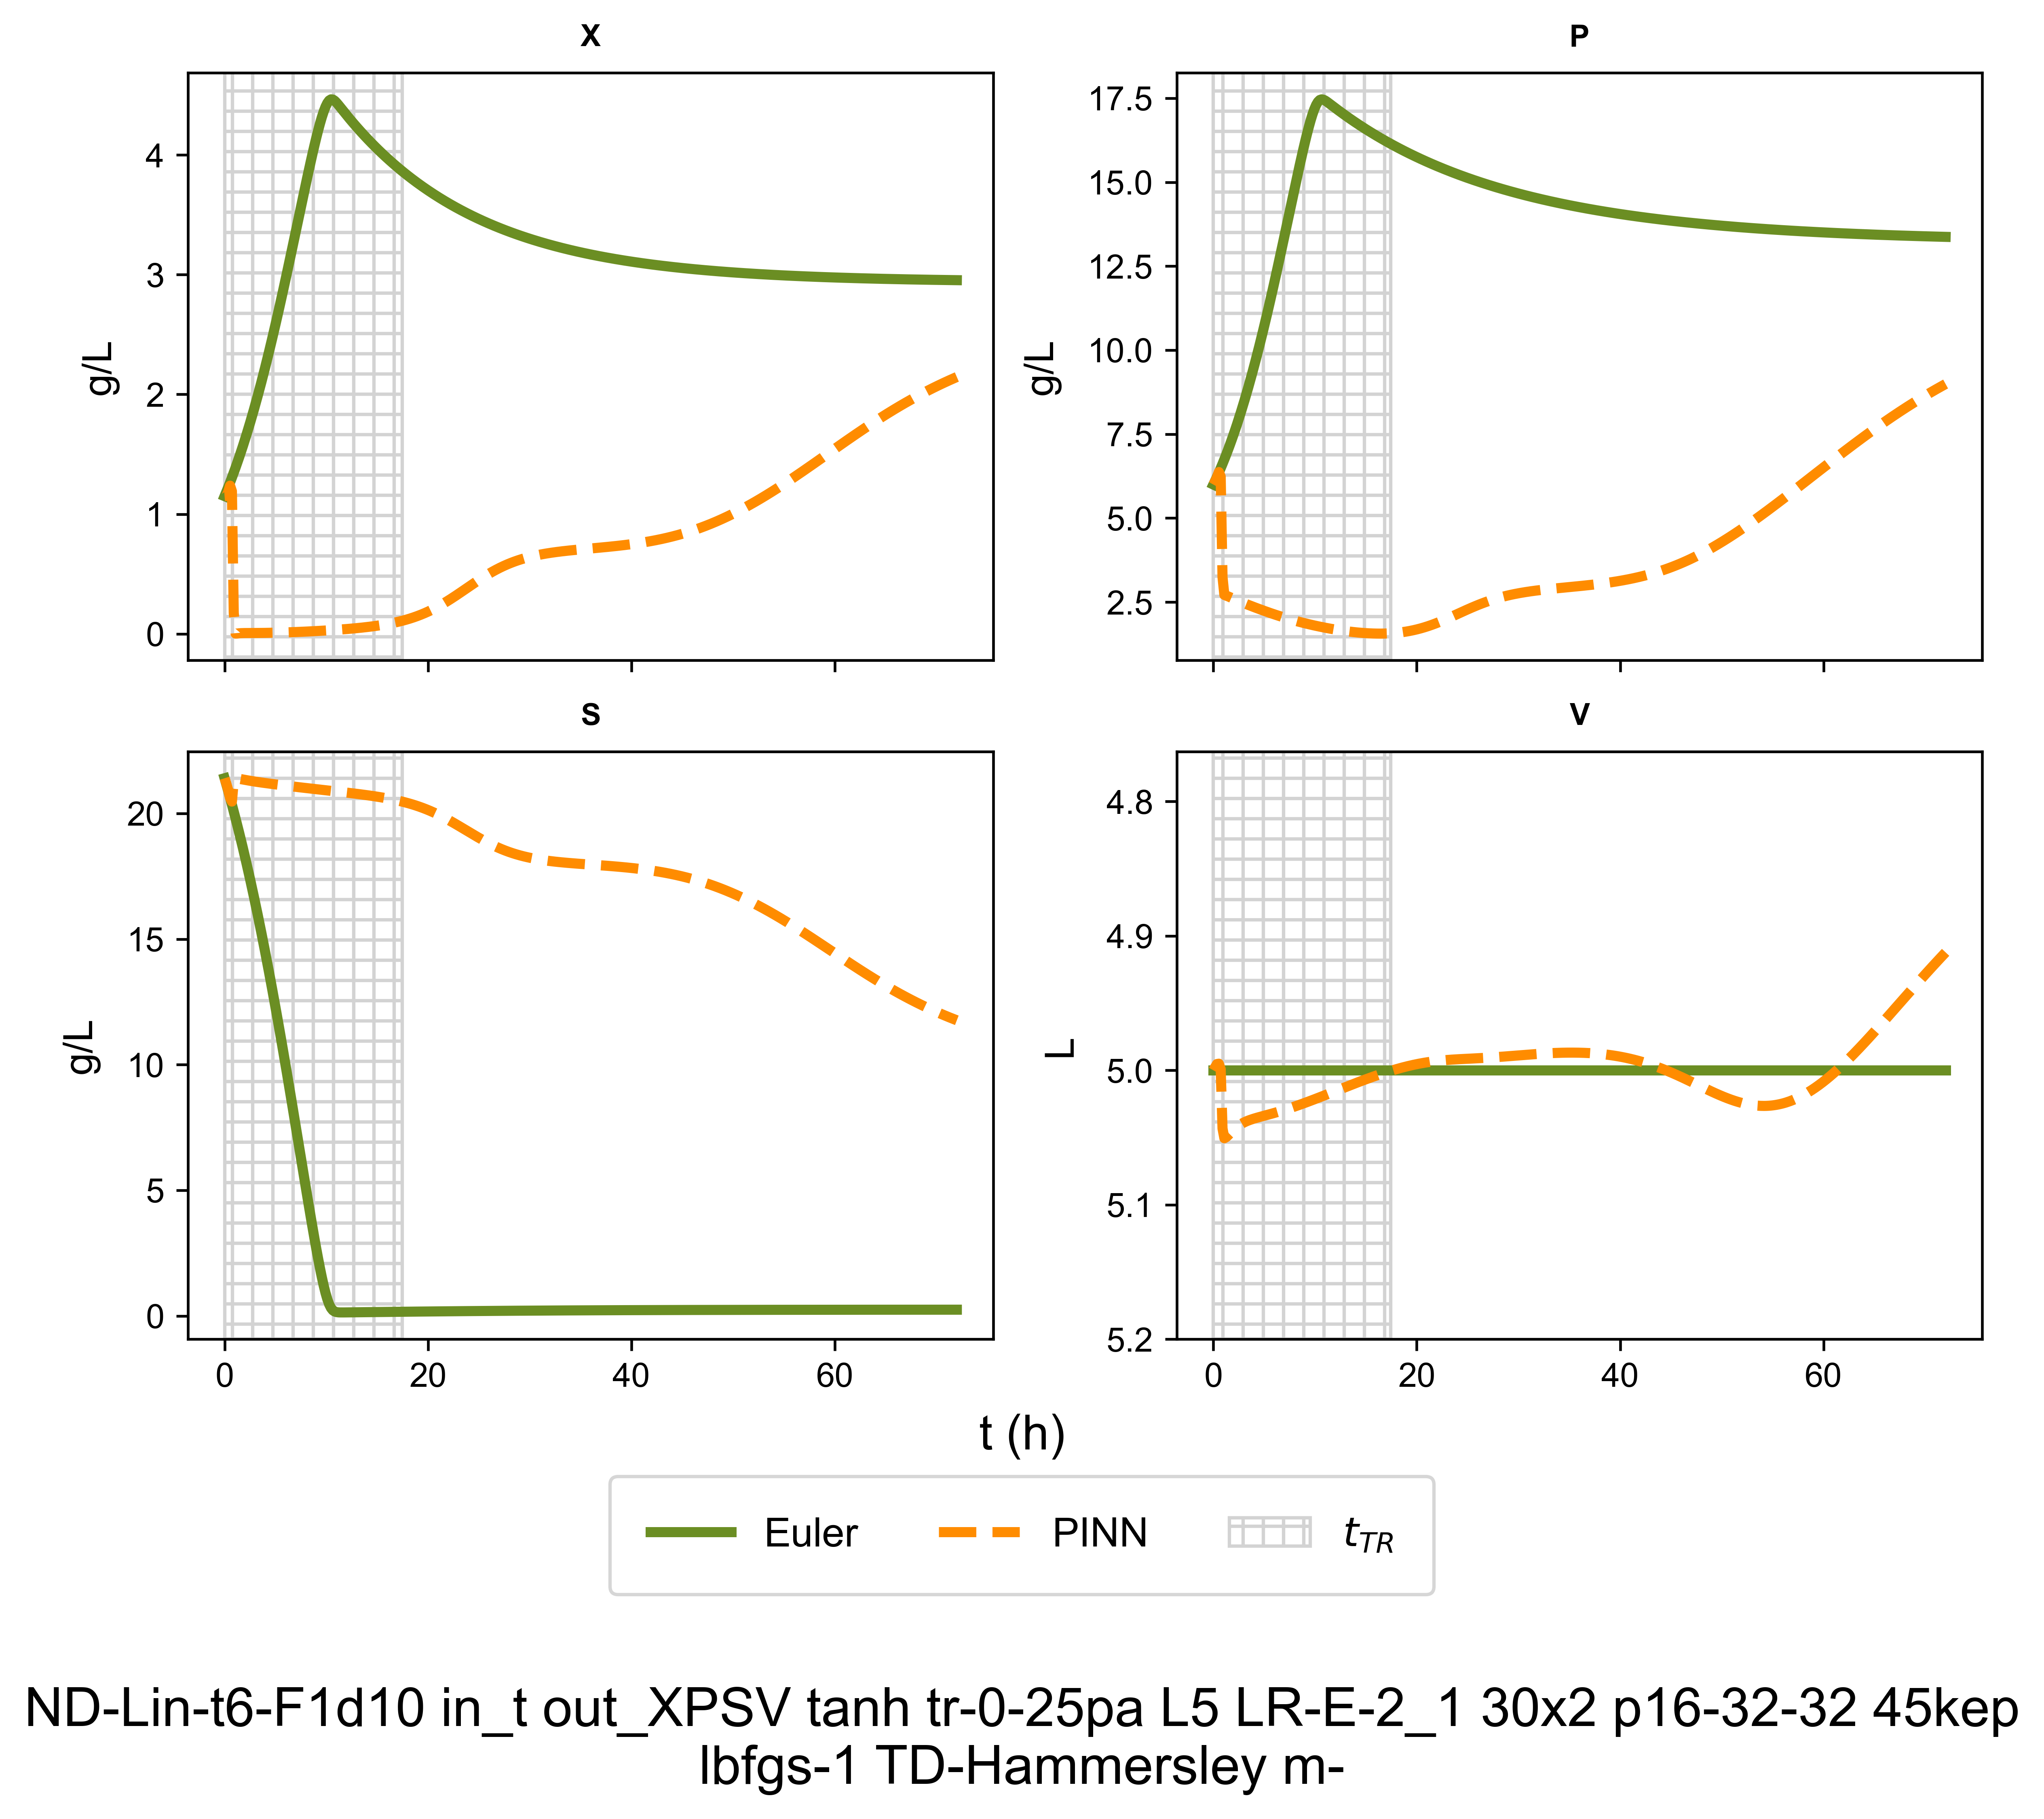 X
P
4
3
2
1
0
g/L
17.5
15.0
12.5
10.0
7.5
5.0
2.5
g/L
S
V
20
15
10
5
0
g/L
0 20 40 60
4.8
4.9
5.0
5.1
5.2
L
0 20 40 60
t (h)
Euler PINN t_TR
ND-Lin-t6-F1d10 in_t out_XPSV tanh tr-0-25pa L5 LR-E-2_1 30x2 p16-32-32 45kep
lbfgs-1 TD-Hammersley m-